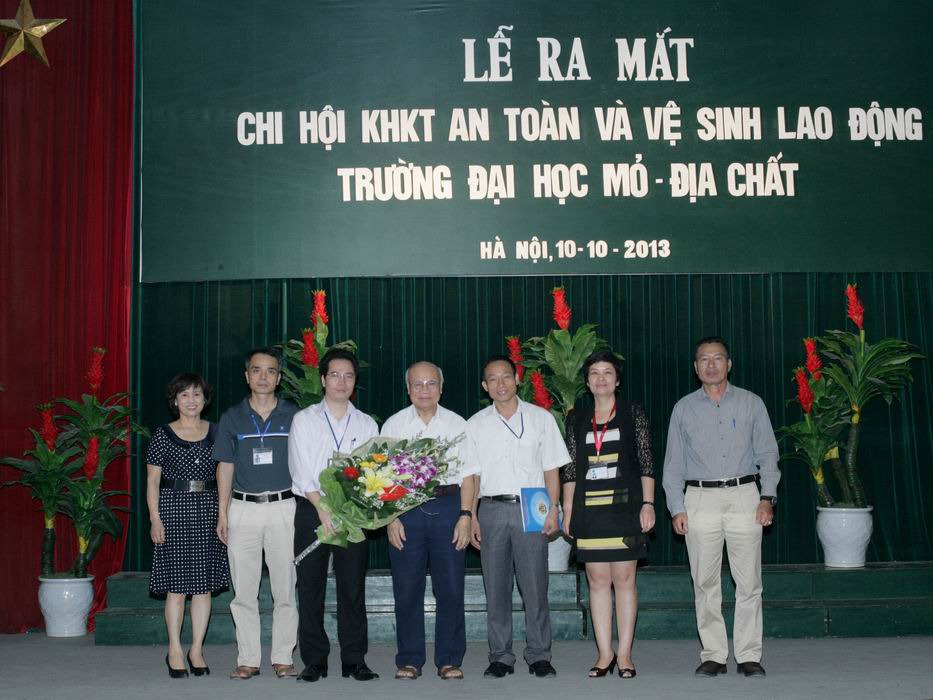 LỄ RA MẮT
CHI HỘI KHKT AN TOÀN VÀ VỆ SINH LAO ĐỘNG
TRƯỜNG ĐẠI HỌC MỎ - ĐỊA CHẤT
HÀ NỘI, 10-10 - 2013